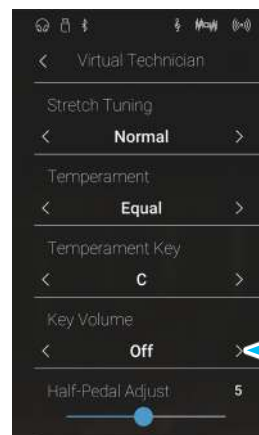 Virtual Technician
Stretch Tuning
Normal
Temperament
Equal
Temperament Key
C
Key Volume
Off
Half-Pedal Adjust 5